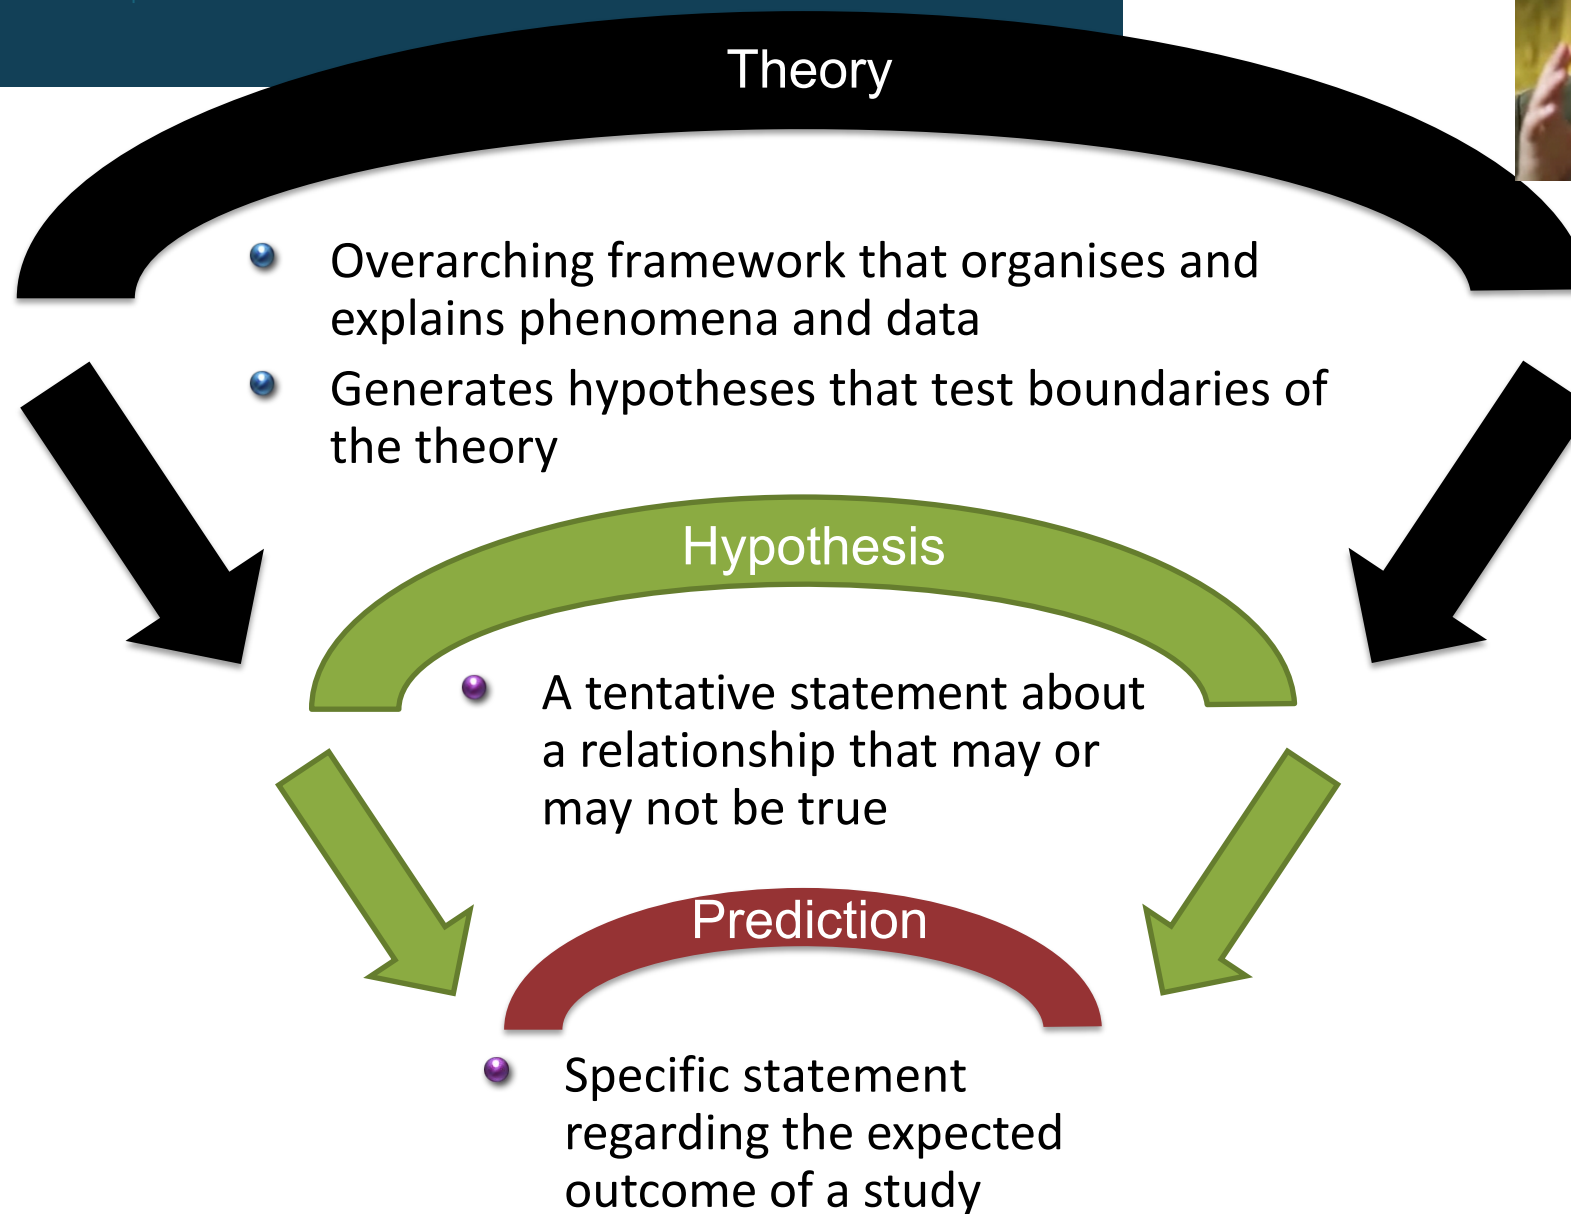 Theory
Overarching framework that organises and
explains phenomena and data
Generates hypotheses that test boundaries of
the theory
Hypothesis
A tentative statement about
a relationship that may or
may not be true
Prediction
Specific statement
regarding the expected
outcome of a study